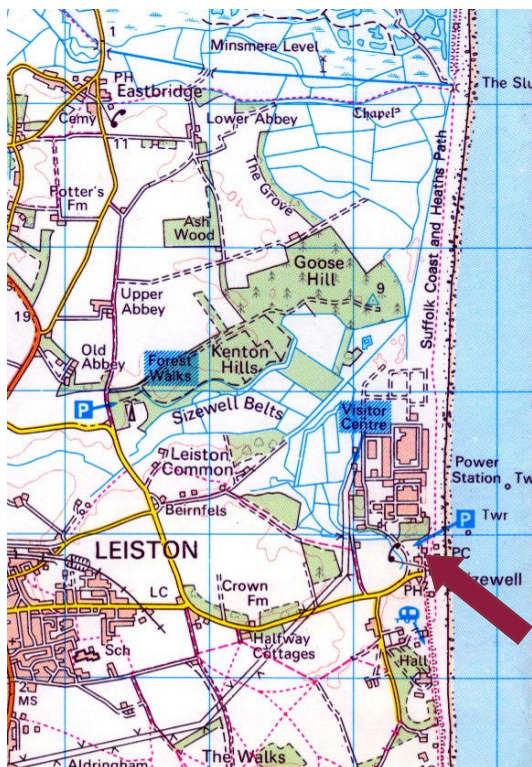 1
Minsmere Level
PH
Eastbridge
The Slu
Cemy
Lower Abbey
Chapel
11
Suffolk Coast and Heaths Path
Potter's
Fm
The Grove
Ash
Wood
Goose
Hill
9
Upper
Abbey
19
Old
Abbey
Forest
Walks
Kenton
Hills
P
Sizewell Belts
Visitor
Centre
Leiston
Common
Power
Station
Tw
Beirnfels
P
Twr
LEISTON
PC
izewell
LC
Crown
Fm
PH
Halfway
Cottages
Sch
Hall
2
MS
The Walks
Aldringham